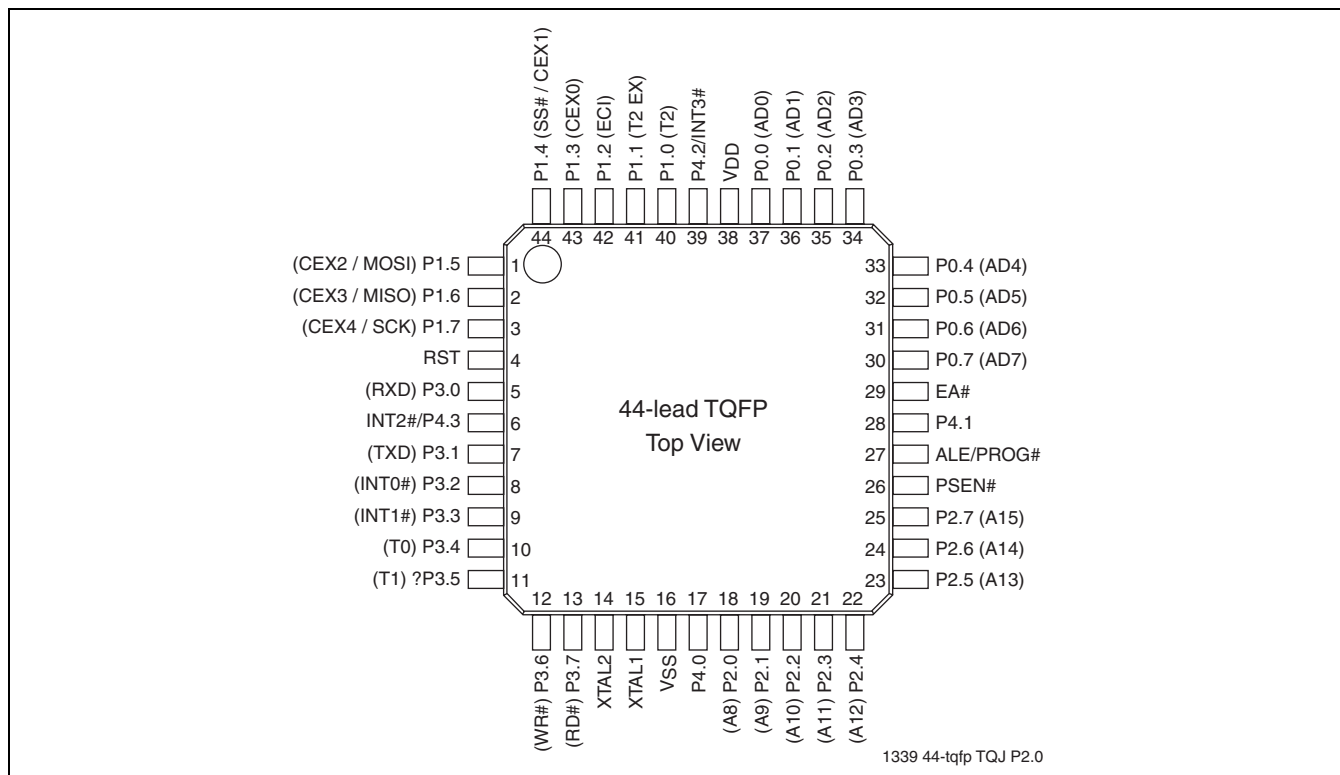 P1.4 (SS# / CEX1)
P1.3 (CEX0)
P1.2 (ECI)
P1.1 (T2 EX)
P1.0 (T2)
P4.2/INT3#
VDD
P0.0 (AD0)
P0.1 (AD1)
P0.2 (AD2)
P0.3 (AD3)
44 43 42 41 40 39 38 37 36 35 34
(CEX2 / MOSI) P1.5 1
(CEX3 / MISO) P1.6 2
(CEX4 / SCK) P1.7 3
RST 4
(RXD) P3.0 5
INT2#/P4.3 6
(TXD) P3.1 7
(INT0#) P3.2 8
(INT1#) P3.3 9
(T0) P3.4 10
(T1) ?P3.5 11
44-lead TQFP
Top View
33 P0.4 (AD4)
32 P0.5 (AD5)
31 P0.6 (AD6)
30 P0.7 (AD7)
29 EA#
28 P4.1
27 ALE/PROG#
26 PSEN#
25 P2.7 (A15)
24 P2.6 (A14)
23 P2.5 (A13)
12 13 14 15 16 17 18 19 20 21 22
(WR#) P3.6
(RD#) P3.7
XTAL2
XTAL1
VSS
P4.0
(A8) P2.0
(A9) P2.1
(A10) P2.2
(A11) P2.3
(A12) P2.4
1339 44-tqfp TQJ P2.0